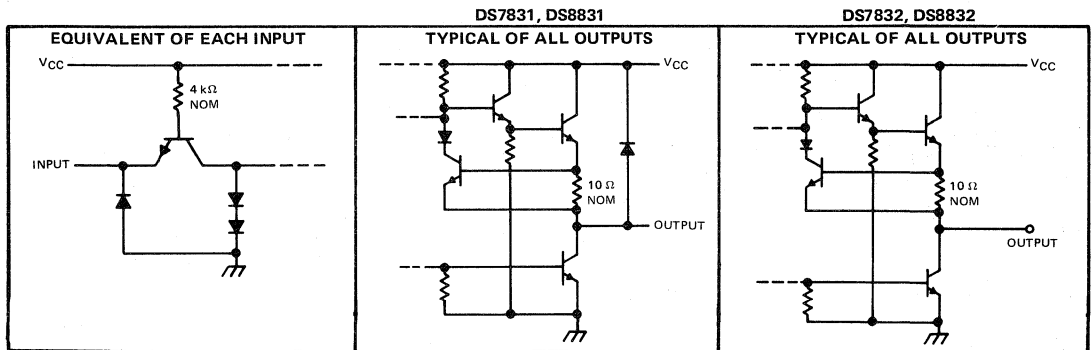 DS7831, DS8831
DS7832, DS8832
EQUIVALENT OF EACH INPUT
TYPICAL OF ALL OUTPUTS
TYPICAL OF ALL OUTPUTS
VCC
4 kΩ
NOM
INPUT
VCC
10 Ω
NOM
OUTPUT
VCC
10 Ω
NOM
OUTPUT